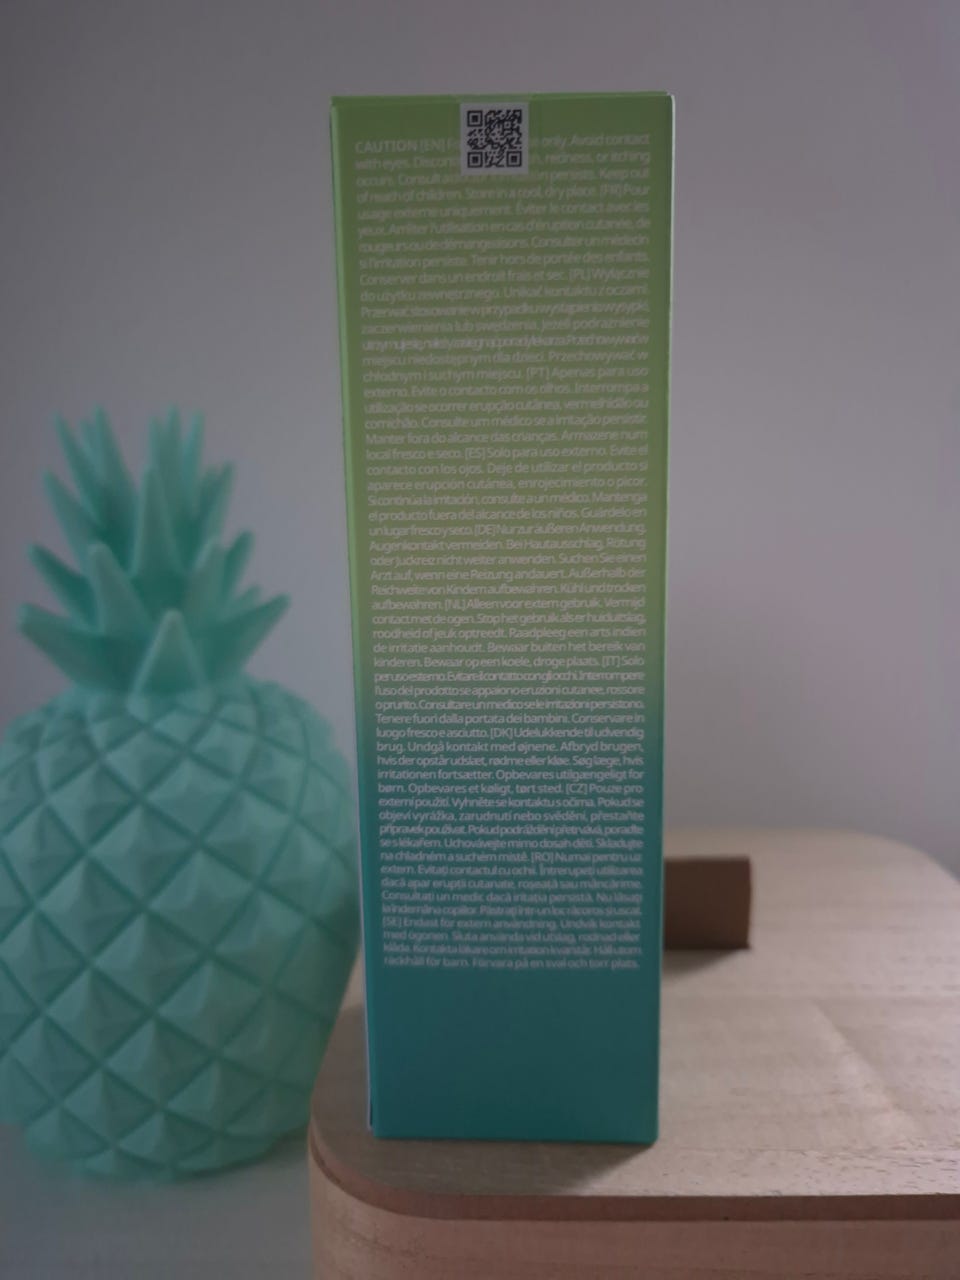 CAUTION [EN] F only. Avoid contact
with eyes. Discont redness, or itching
occurs. Consult a persists. Keep out
of reach of children. Store in a cool, dry place. [FR] Pour
usage externe uniquement. Éviter le contact avec les
yeux. Arrêter l'utilisation en cas d'éruption cutanée, de
rougeurs ou de démangeaisons. Consulter un médecin
si l'irritation persiste. Tenir hors de portée des enfants.
Conserver dans un endroit frais et sec. [PL] Wyłącznie
do użytku zewnętrznego. Unikać kontaktu z oczami.
Przerwać stosowanie w przypadku wystąpienia wysypki,
zaczerwienienia lub swędzenia. Jeżeli podrażnienie
utrzymuje się, należy zasięgnąć porady lekarza. Przechowywać w
miejscu niedostępnym dla dzieci. Przechowywać w
chłodnym i suchym miejscu. [PT] Apenas para uso
externo. Evite o contacto com os olhos. Interrompa a
utilização se ocorrer erupção cutânea, vermelhidão ou
comichão. Consulte um médico se a irritação persistir.
Manter fora do alcance das crianças. Armazene num
local fresco e seco. [ES] Solo para uso externo. Evite el
contacto con los ojos. Deje de utilizar el producto si
aparece erupción cutánea, enrojecimiento o picor.
Si continúa la irritación, consulte a un médico. Mantenga
el producto fuera del alcance de los niños. Guárdelo en
un lugar fresco y seco. [DE] Nur zur äußeren Anwendung.
Augenkontakt vermeiden. Bei Hautausschlag, Rötung
oder Juckreiz nicht weiter anwenden. Suchen Sie einen
Arzt auf, wenn eine Reizung andauert. Außerhalb der
Reichweite von Kindern aufbewahren. Kühl und trocken
aufbewahren. [NL] Alleen voor extern gebruik. Vermijd
contact met de ogen. Stop het gebruik als er huiduitslag,
roodheid of jeuk optreedt. Raadpleeg een arts indien
de irritatie aanhoudt. Bewaar buiten het bereik van
kinderen. Bewaar op een koele, droge plaats. [IT] Solo
per uso esterno. Evitare il contatto con gli occhi. Interrompere
l'uso del prodotto se appaiono eruzioni cutanee, rossore
o prurito. Consultare un medico se le irritazioni persistono.
Tenere fuori dalla portata dei bambini. Conservare in
luogo fresco e asciutto. [DK] Udelukkende til udvendig
brug. Undgå kontakt med øjnene. Afbryd brugen,
hvis der opstår udslæt, rødme eller kløe. Søg læge, hvis
irritationen fortsætter. Opbevares utilgængeligt for
børn. Opbevares et køligt, tørt sted. [CZ] Pouze pro
externí použití. Vyhněte se kontaktu s očima. Pokud se
objeví vyrážka, zarudnutí nebo svědění, přestaňte
přípravek používat. Pokud podráždění přetrvává, poraďte
se s lékařem. Uchovávejte mimo dosah dětí. Skladujte
na chladném a suchém místě. [RO] Numai pentru uz
extern. Evitați contactul cu ochii. Întrerupeți utilizarea
dacă apar erupții cutanate, roșeață sau mâncărime.
Consultați un medic dacă iritația persistă. Nu lăsați
la îndemâna copiilor. Păstrați într-un loc răcoros și uscat.
[SE] Endast för extern användning. Undvik kontakt
med ögonen. Sluta använda vid utslag, rodnad eller
klåda. Kontakta läkare om irritation kvarstår. Håll utom
räckhåll för barn. Förvara på en sval och torr plats.